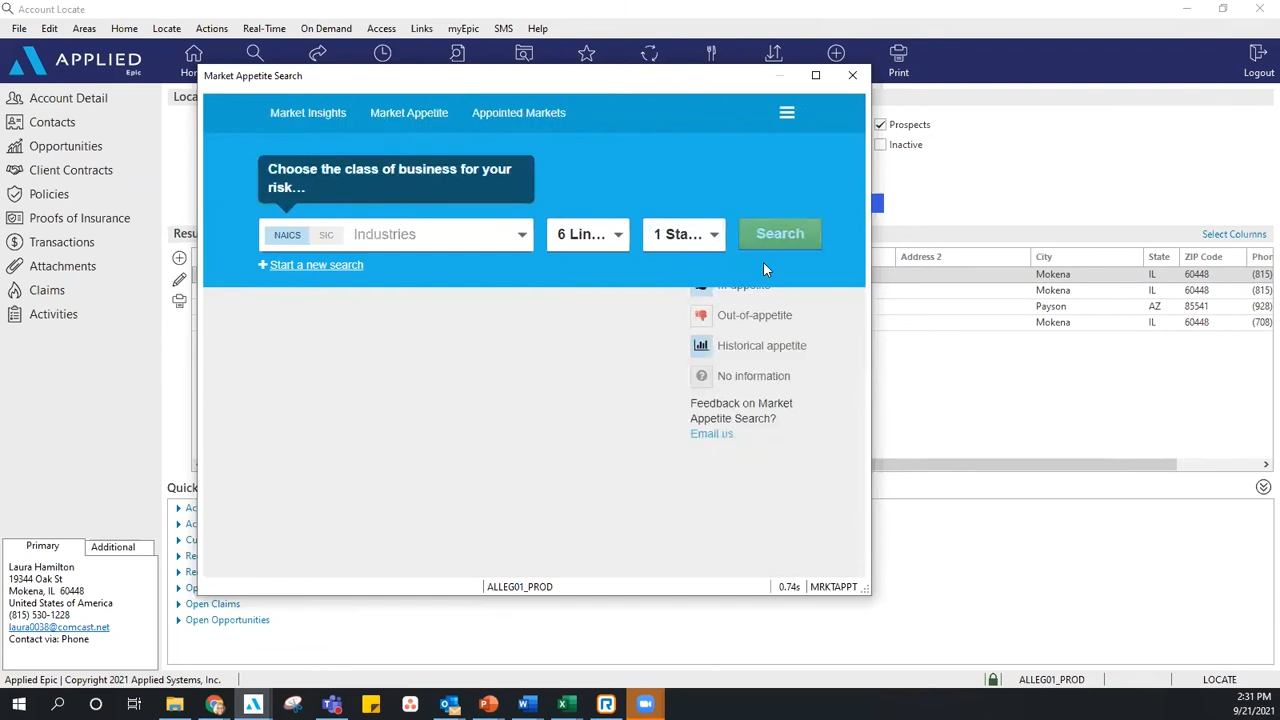 Account Locate
File Edit Areas Home Locate Actions Real-Time On Demand Access Links myEpic SMS Help
APPLIED
Epic
Print
Logout
Market Appetite Search
Market Insights Market Appetite Appointed Markets
Choose the class of business for your
risk...
NAICS SIC Industries
6 Lin...
1 Sta...
Search
Start a new search
Out-of-appetite
Historical appetite
No information
Feedback on Market
Appetite Search?
Email us
ALLEG01_PROD 0.74s MRKTAPPT
Account Detail
Contacts
Opportunities
Client Contracts
Policies
Proofs of Insurance
Transactions
Attachments
Claims
Activities
Prospects
Inactive
Select Columns
Address 2 City State ZIP Code Phor
Mokena IL 60448 (815)
Mokena IL 60448 (815)
Payson AZ 85541 (928)
Mokena IL 60448 (708)
Open Claims
Open Opportunities
Primary Additional
Laura Hamilton
19344 Oak St
Mokena, IL 60448
United States of America
(815) 530-1228
laura0038@comcast.net
Contact via: Phone
Applied Epic | Copyright 2021 Applied Systems, Inc.
ALLEG01_PROD LOCATE
2:31 PM
9/21/2021